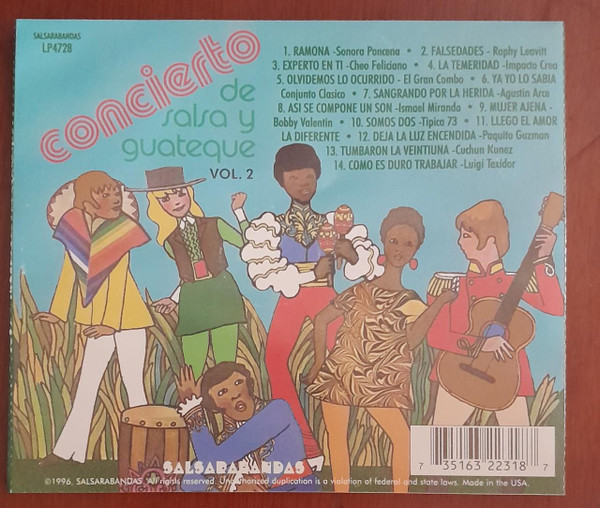 SALSARABANDAS
LP4728
concierto
de
salsa y
guateque
VOL. 2
1. RAMONA -Sonora Poncena • 2. FALSEDADES -Raphy Leavitt
3. EXPERTO EN TI -Cheo Feliciano • 4. LA TEMERIDAD -Impacto Crea
5. OLVIDEMOS LO OCURRIDO - El Gran Combo • 6. YA YO LO SABIA
Conjunto Clasico • 7. SANGRANDO POR LA HERIDA -Agustin Arce
8. ASI SE COMPONE UN SON -Ismael Miranda • 9. MUJER AJENA -
Bobby Valentin • 10. SOMOS DOS -Tipica 73 • 11. LLEGO EL AMOR
LA DIFERENTE • 12. DEJA LA LUZ ENCENDIDA -Paquito Guzman
13. TUMBARON LA VEINTIUNA -Cuchun Kunez
14. COMO ES DURO TRABAJAR -Luigi Texidor
SALSARABANDAS
©1996, SALSARABANDAS. All rights reserved. Unauthorized duplication is a violation of federal and state laws. Made in the USA.
7 35163 22318 7